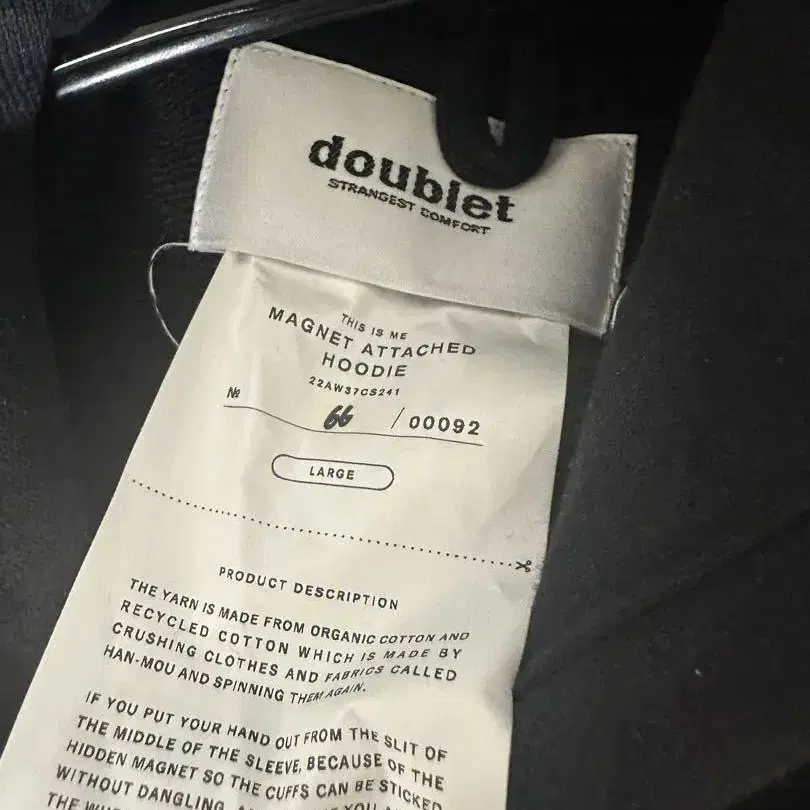 doublet
STRANGEST COMFORT
THIS IS ME
MAGNET ATTACHED
HOODIE
22AW37CS241
№ 66 / 00092
LARGE
PRODUCT DESCRIPTION
THE YARN IS MADE FROM ORGANIC COTTON AND
RECYCLED COTTON WHICH IS MADE BY
CRUSHING CLOTHES AND FABRICS CALLED
HAN-MOU AND SPINNING THEM AGAIN.
IF YOU PUT YOUR HAND OUT FROM THE SLIT OF
THE MIDDLE OF THE SLEEVE, BECAUSE OF THE
HIDDEN MAGNET SO THE CUFFS CAN BE STICKED
WITHOUT DANGLING.
THE